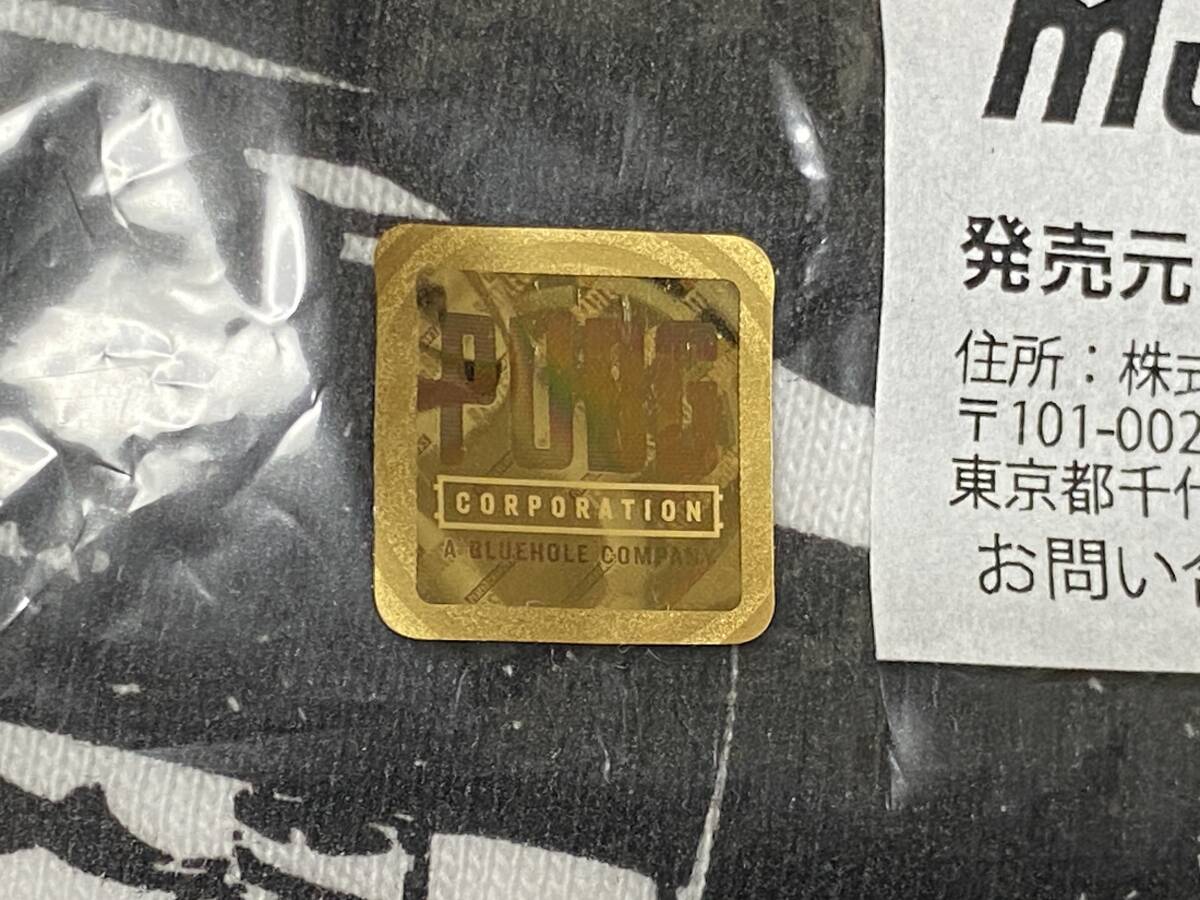 PUBG
CORPORATION
A BLUEHOLE COMPANY
発売元
住所：株式
〒101-002
東京都千代
お問い合